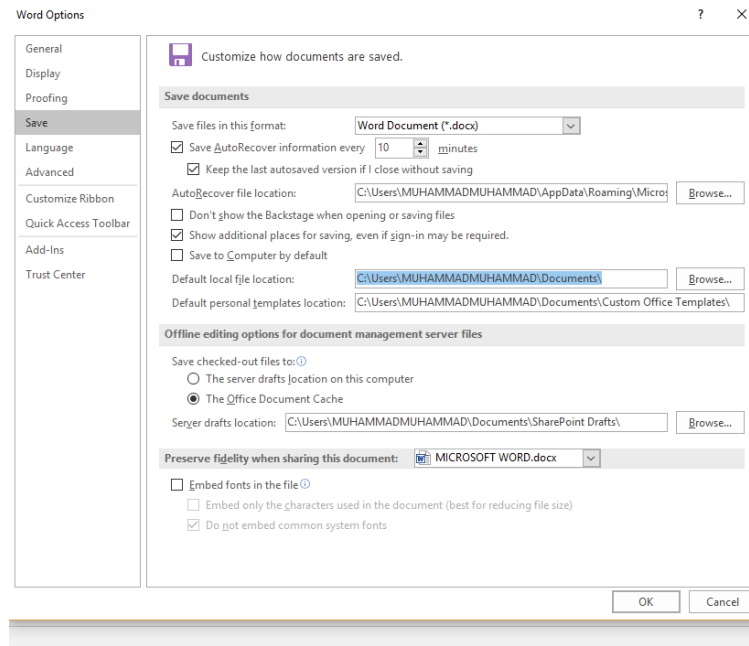 Word Options
?
General
Display
Proofing
Save
Language
Advanced
Customize Ribbon
Quick Access Toolbar
Add-Ins
Trust Center
Customize how documents are saved.
Save documents
Save files in this format: Word Document (*.docx)
Save AutoRecover information every 10 minutes
Keep the last autosaved version if I close without saving
AutoRecover file location: C:\Users\MUHAMMADMUHAMMAD\AppData\Roaming\Micros Browse...
Don't show the Backstage when opening or saving files
Show additional places for saving, even if sign-in may be required.
Save to Computer by default
Default local file location: C:\Users\MUHAMMADMUHAMMAD\Documents\ Browse...
Default personal templates location: C:\Users\MUHAMMADMUHAMMAD\Documents\Custom Office Templates\
Offline editing options for document management server files
Save checked-out files to:
The server drafts location on this computer
The Office Document Cache
Server drafts location: C:\Users\MUHAMMADMUHAMMAD\Documents\SharePoint Drafts\ Browse...
Preserve fidelity when sharing this document: MICROSOFT WORD.docx
Embed fonts in the file
Embed only the characters used in the document (best for reducing file size)
Do not embed common system fonts
OK Cancel